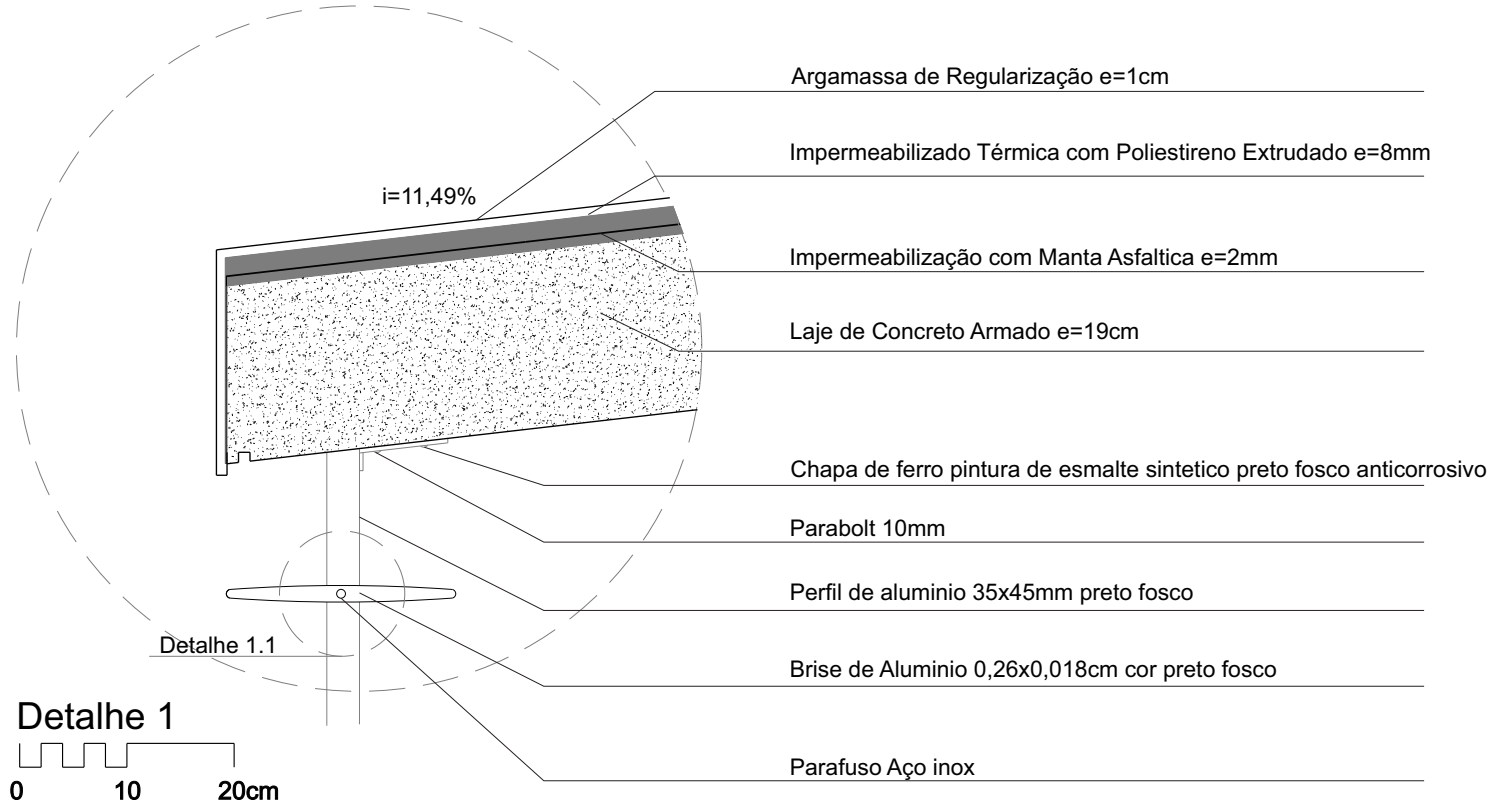 Argamassa de Regularização e=1cm
Impermeabilizado Térmica com Poliestireno Extrudado e=8mm
i=11,49%
Impermeabilização com Manta Asfaltica e=2mm
Laje de Concreto Armado e=19cm
Chapa de ferro pintura de esmalte sintetico preto fosco anticorrosivo
Parabolt 10mm
Perfil de aluminio 35x45mm preto fosco
Detalhe 1.1
Brise de Aluminio 0,26x0,018cm cor preto fosco
Detalhe 1
Parafuso Aço inox
0 10 20cm